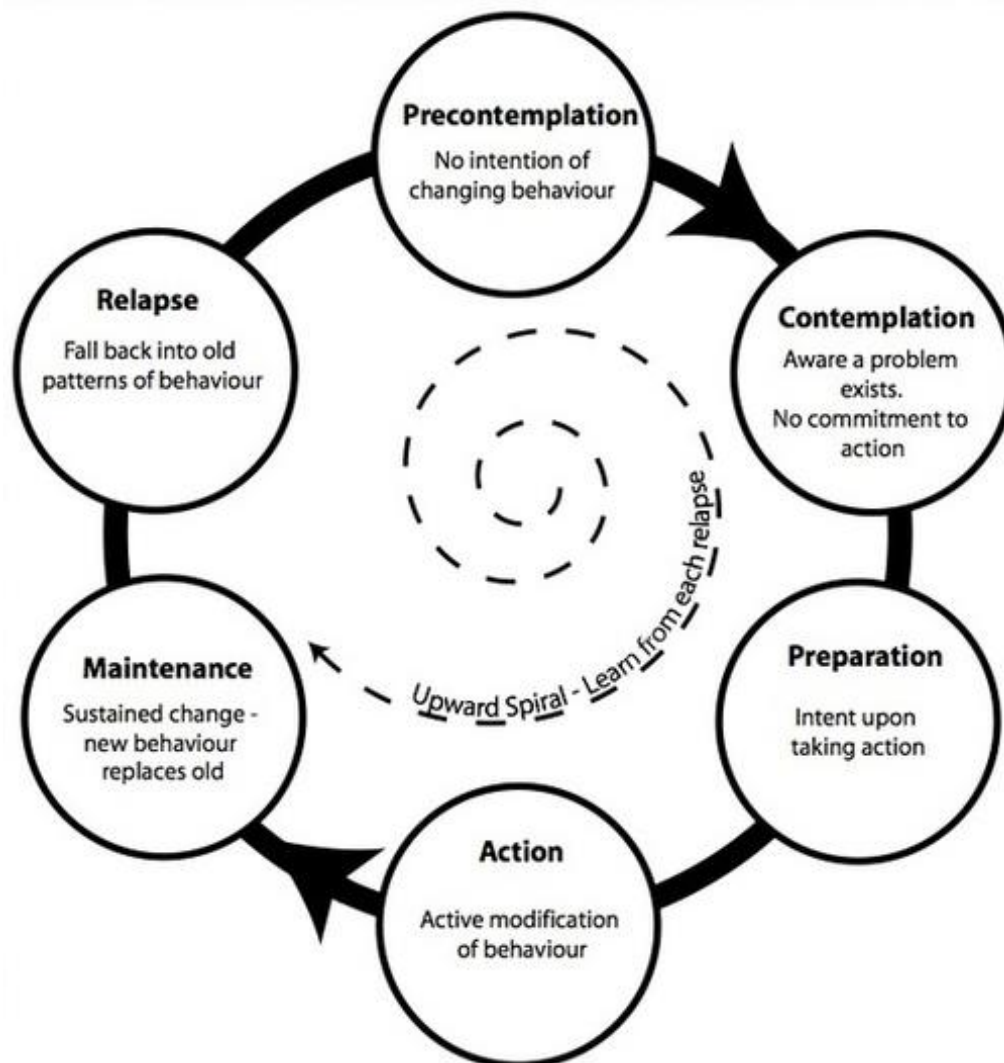 Precontemplation
No intention of
changing behaviour
Contemplation
Aware a problem
exists.
No commitment to
action
Preparation
Intent upon
taking action
Action
Active modification
of behaviour
Maintenance
Sustained change -
new behaviour
replaces old
Relapse
Fall back into old
patterns of behaviour
Upward Spiral - Learn from each relapse